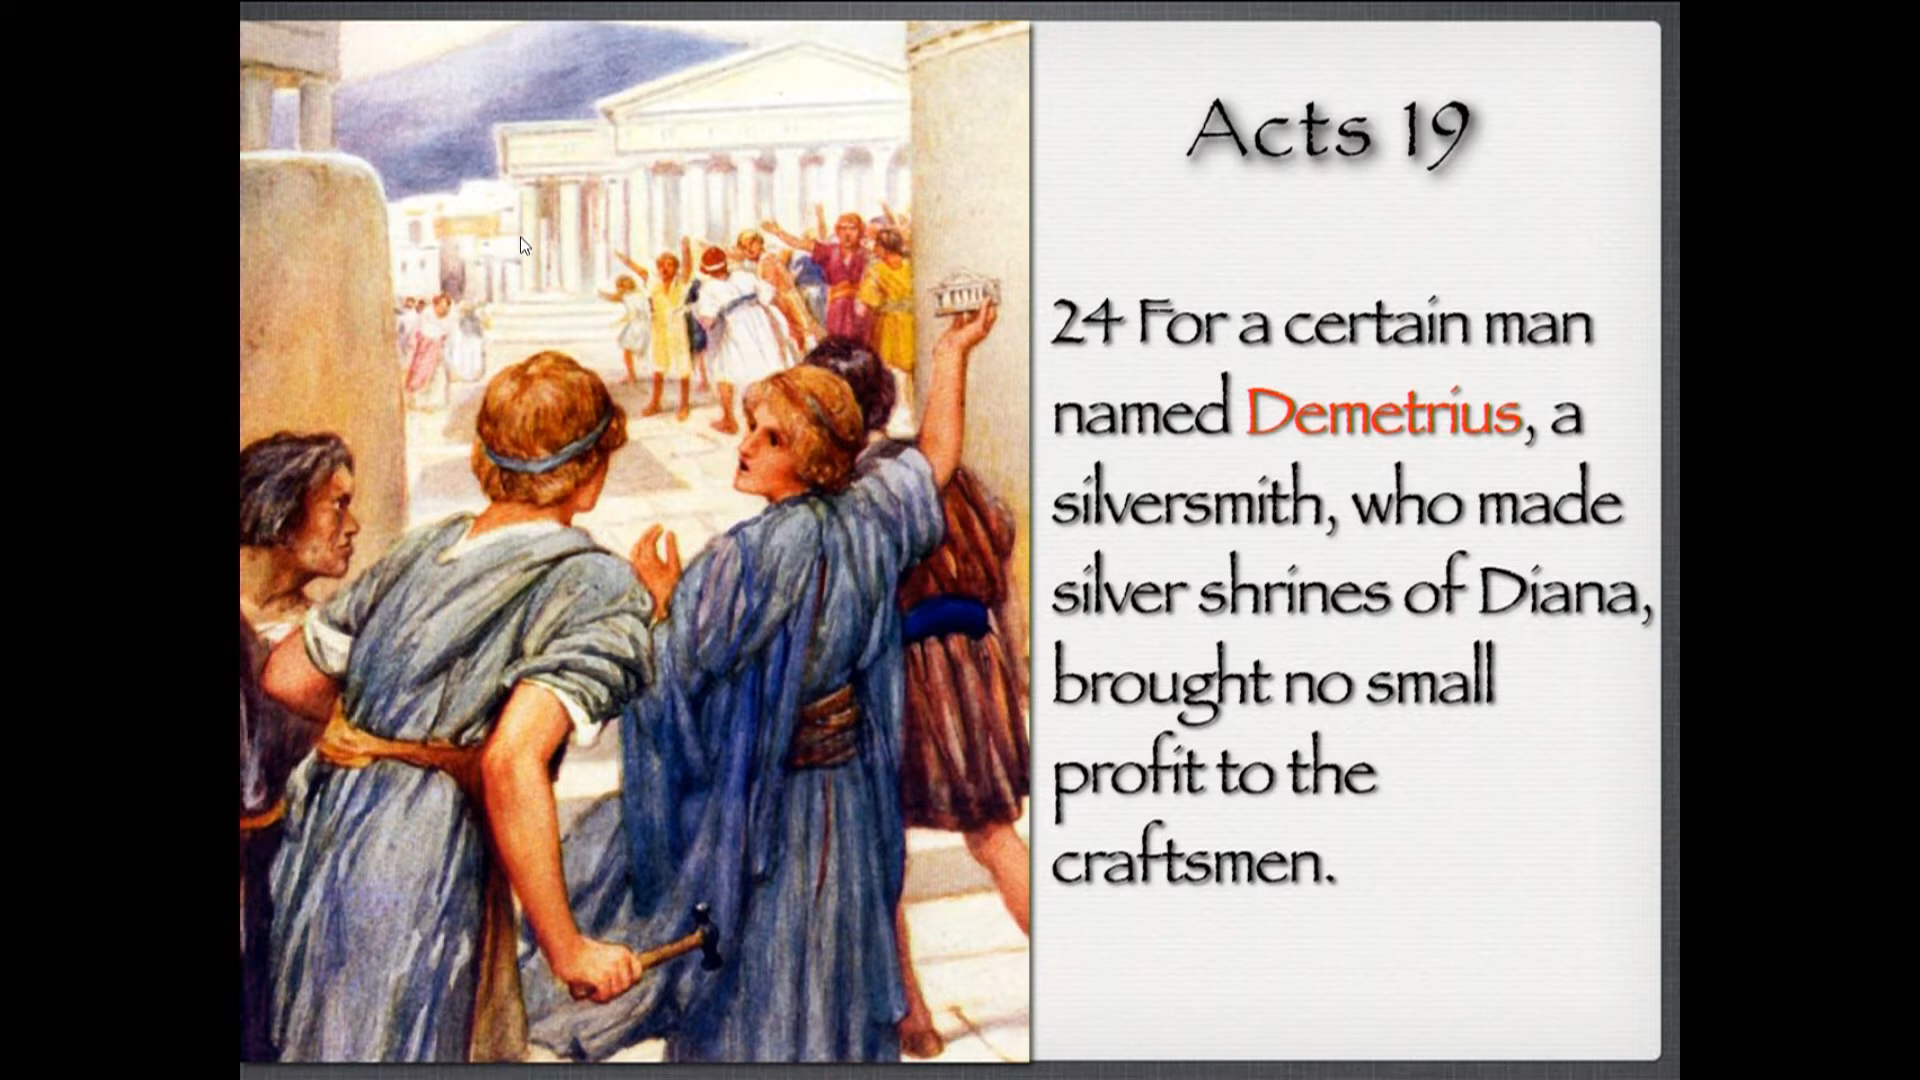 Acts 19
24 For a certain man
named Demetrius, a
silversmith, who made
silver shrines of Diana,
brought no small
profit to the
craftsmen.